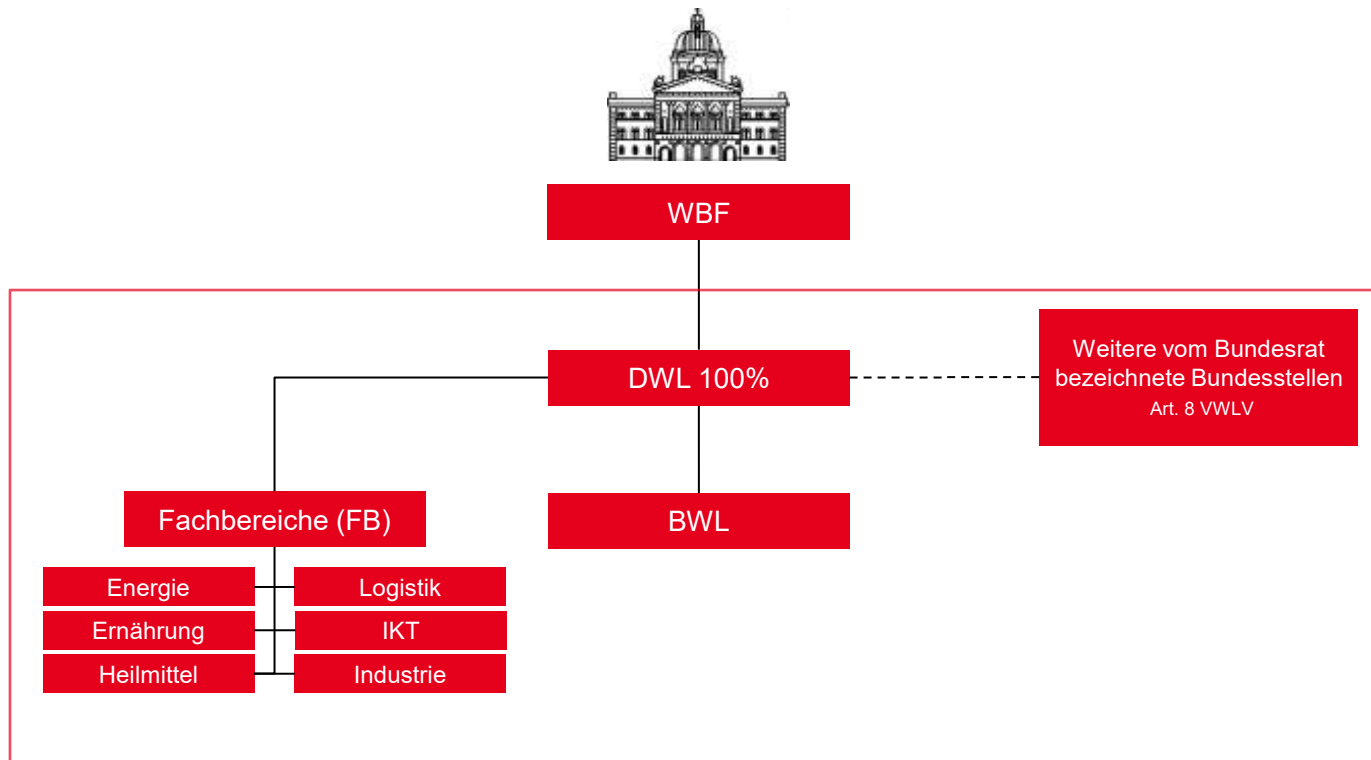 WBF
DWL 100%
Weitere vom Bundesrat
bezeichnete Bundesstellen
Art. 8 VWLV
Fachbereiche (FB)
BWL
Energie
Logistik
Ernährung
IKT
Heilmittel
Industrie